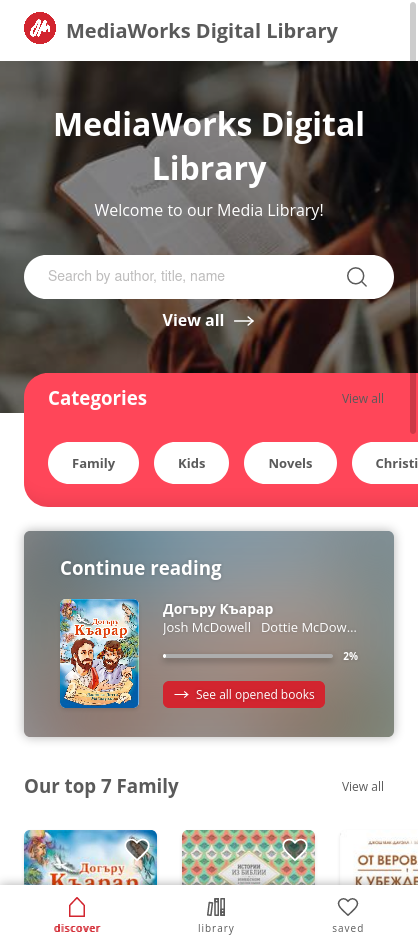 MediaWorks Digital Library
MediaWorks Digital
Library
Welcome to our Media Library!
Search by author, title, name
View all
Categories
View all
Family
Kids
Novels
Christi
Continue reading
Догъру
Къарар
Догъру Къарар
Josh McDowell Dottie McDow...
2%
See all opened books
Our top 7 Family
View all
Догъру
Къарар
ИСТОРИИ
ИЗ БИБЛИИ
ОТ ВЕРОВ
К УБЕЖДЕ
discover
library
saved